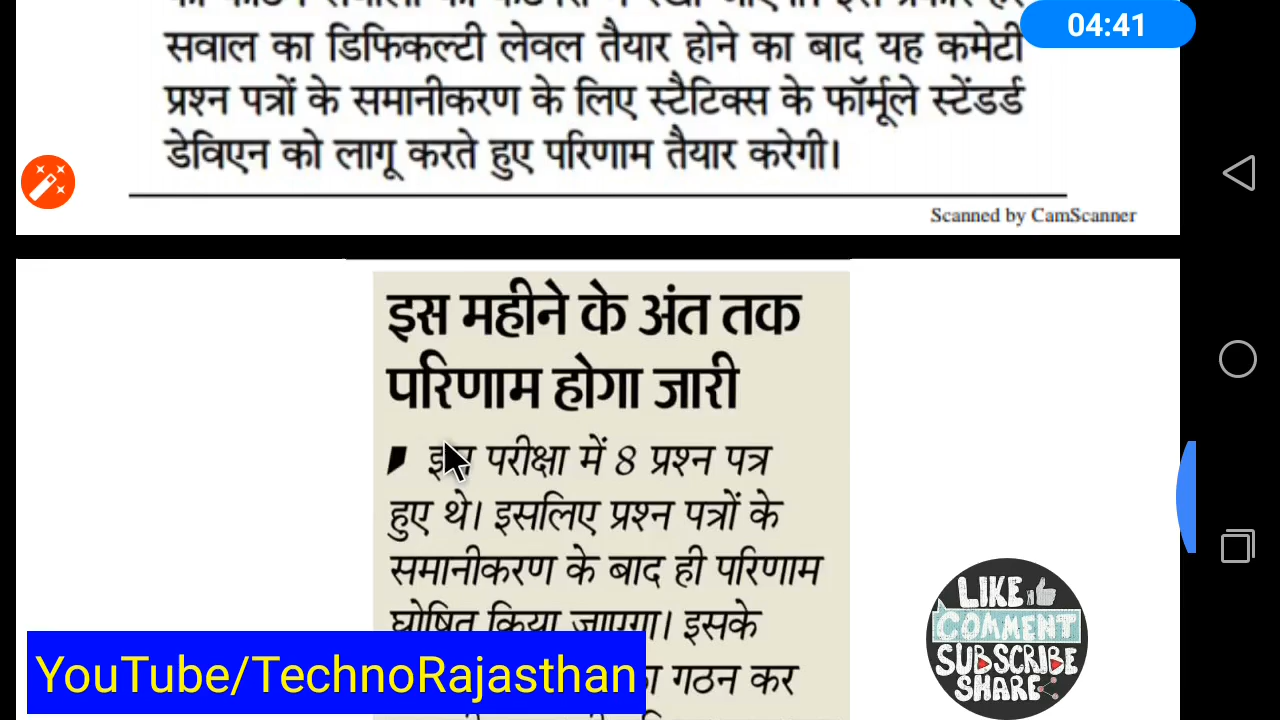 04:41
सवाल का डिफिकल्टी लेवल तैयार होने का बाद यह कमेटी
प्रश्न पत्रों के समानीकरण के लिए स्टैटिक्स के फॉर्मूले स्टेंडर्ड
डेविएन को लागू करते हुए परिणाम तैयार करेगी।
Scanned by CamScanner
इस महीने के अंत तक
परिणाम होगा जारी
परीक्षा में 8 प्रश्न पत्र
हुए थे। इसलिए प्रश्न पत्रों के
समानीकरण के बाद ही परिणाम
घोषित किया जाएगा। इसके
गठन कर
YouTube/TechnoRajasthan
LIKE
COMMENT
SUBSCRIBE
SHARE